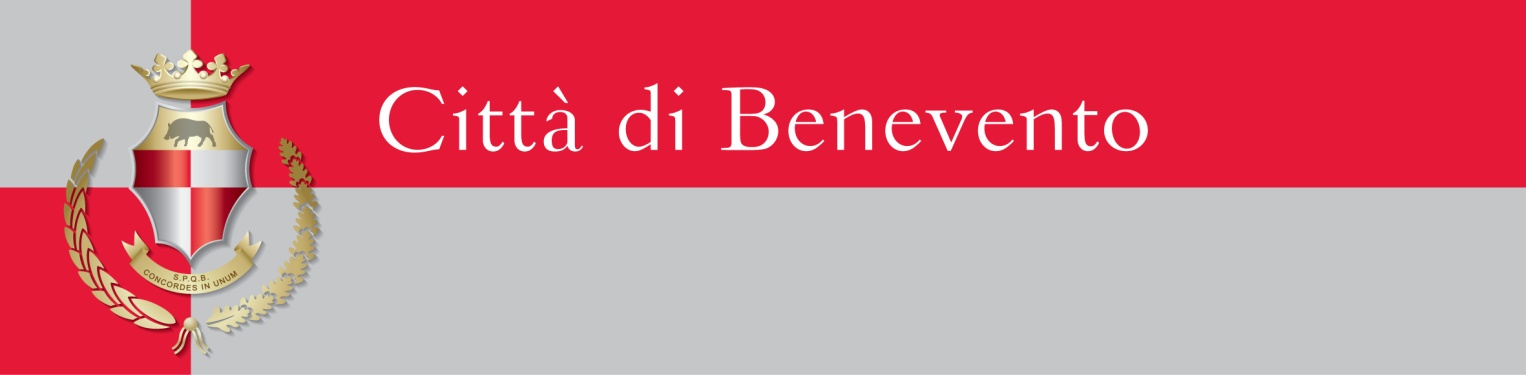 Città di Benevento
S.P.Q.B.
CONCORDES IN UNUM